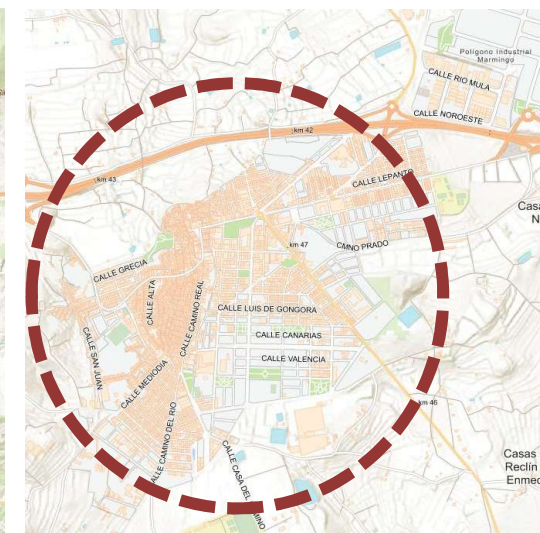 Polígono Industrial
Marmingo
CALLE RIO MULA
CALLE NOROESTE
km 42
CALLE LEPANTO
km 43
Casa
N
km 47
CMNO PRADO
CALLE GRECIA
CALLE ALTA
CALLE CAMINO REAL
CALLE LUIS DE GONGORA
CALLE SAN JUAN
CALLE CANARIAS
CALLE VALENCIA
CALLE MEDIODIA
km 46
CALLE CAMINO DEL RIO
CALLE CASA DEL
MINO
Casas
Reclín
Enmed